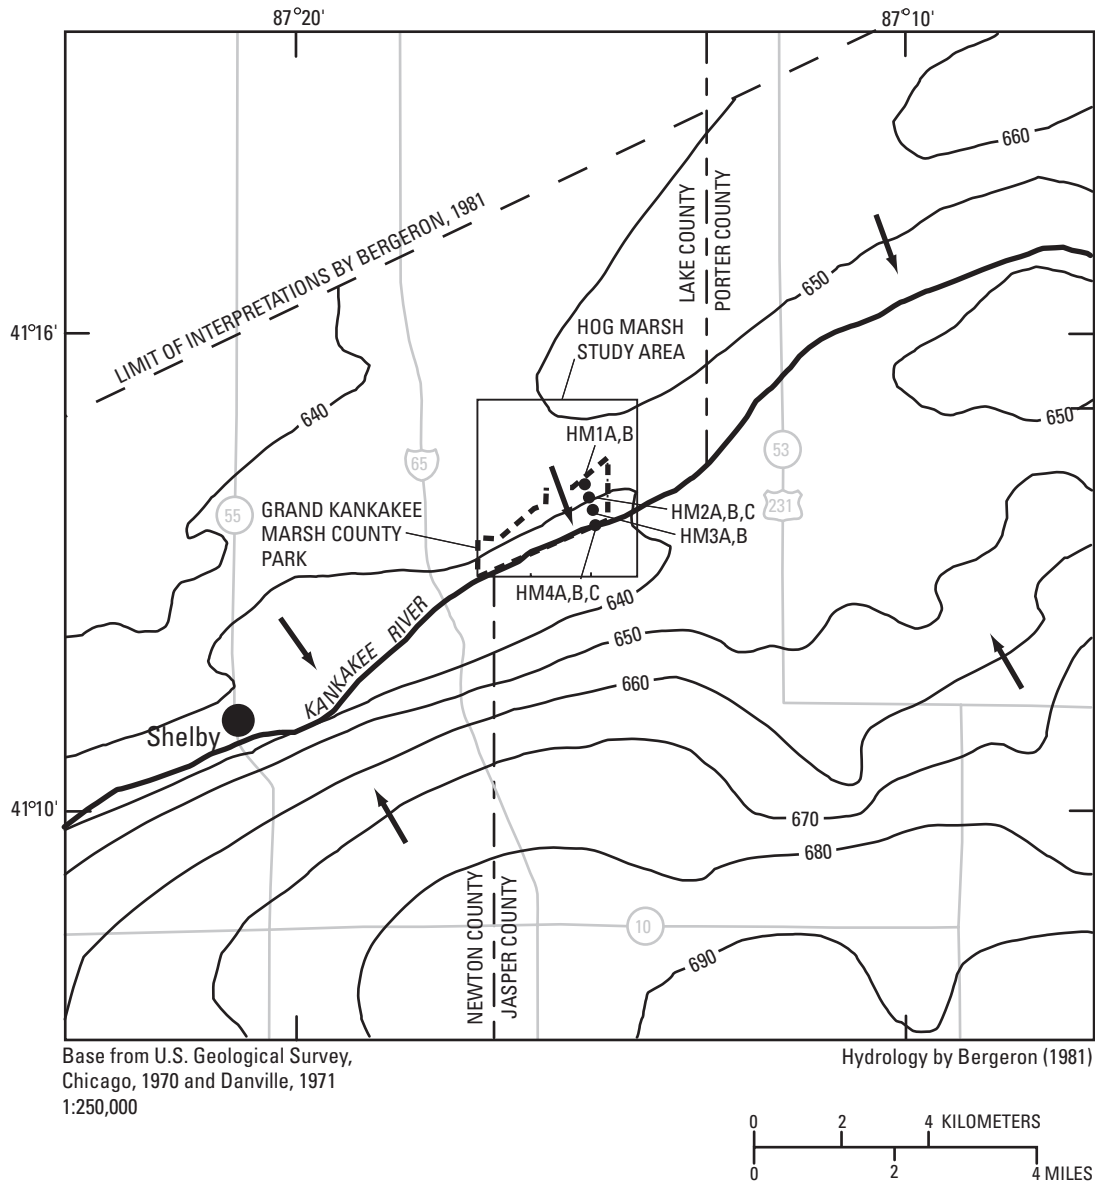 87°20'
87°10'
660
LIMIT OF INTERPRETATIONS BY BERGERON, 1981
LAKE COUNTY
PORTER COUNTY
650
41°16'
HOG MARSH
STUDY AREA
640
650
HM1A,B
65
53
55
GRAND KANKAKEE
MARSH COUNTY
PARK
231
HM2A,B,C
HM3A,B
HM4A,B,C
640
KANKAKEE RIVER
650
660
Shelby
41°10'
670
680
NEWTON COUNTY
JASPER COUNTY
10
690
Base from U.S. Geological Survey,
Chicago, 1970 and Danville, 1971
1:250,000
Hydrology by Bergeron (1981)
0 2 4 KILOMETERS
0 2 4 MILES